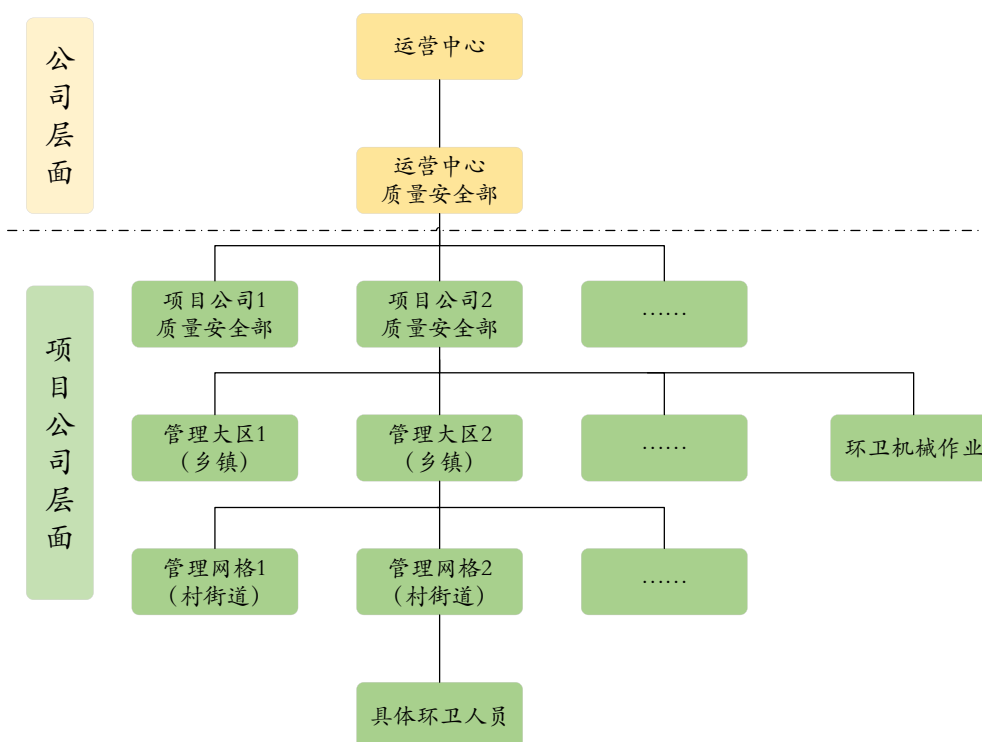 公司层面
运营中心
运营中心
质量安全部
项目公司层面
项目公司1
质量安全部
项目公司2
质量安全部
……
管理大区1
（乡镇）
管理大区2
（乡镇）
……
环卫机械作业
管理网格1
（村街道）
管理网格2
（村街道）
……
具体环卫人员